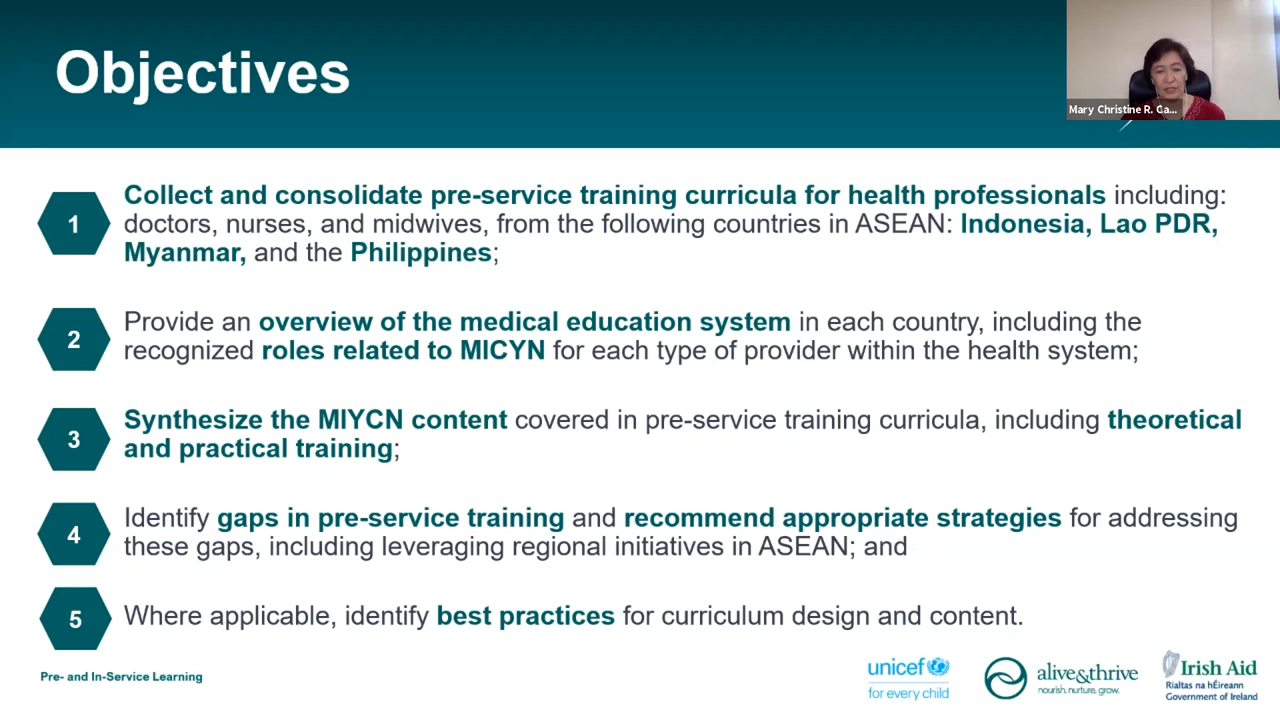 Objectives
Mary Christine R. Ca...
1
Collect and consolidate pre-service training curricula for health professionals including:
doctors, nurses, and midwives, from the following countries in ASEAN: Indonesia, Lao PDR,
Myanmar, and the Philippines;
2
Provide an overview of the medical education system in each country, including the
recognized roles related to MICYN for each type of provider within the health system;
3
Synthesize the MIYCN content covered in pre-service training curricula, including theoretical
and practical training;
4
Identify gaps in pre-service training and recommend appropriate strategies for addressing
these gaps, including leveraging regional initiatives in ASEAN; and
5
Where applicable, identify best practices for curriculum design and content.
Pre- and In-Service Learning
unicef
for every child
alive&thrive
nourish. nurture. grow.
Irish Aid
Rialtas na hÉireann
Government of Ireland